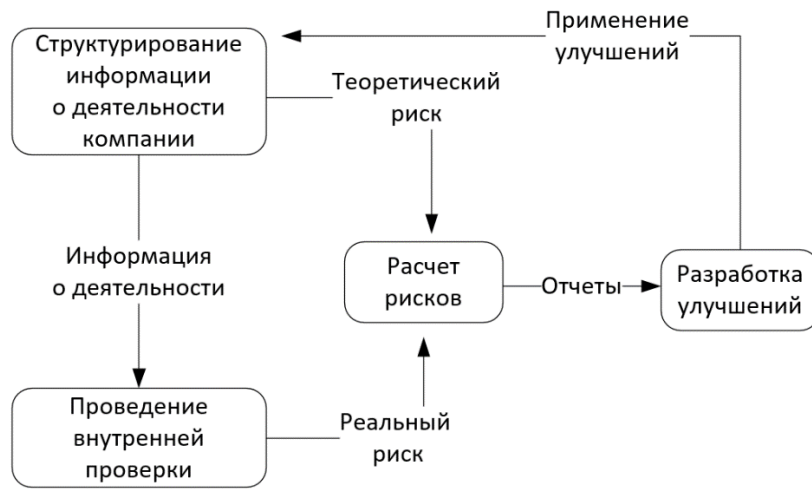 Структурирование
информации
о деятельности
компании
Применение
улучшений
Теоретический
риск
Информация
о деятельности
Расчет
рисков
Отчеты
Разработка
улучшений
Проведение
внутренней
проверки
Реальный
риск